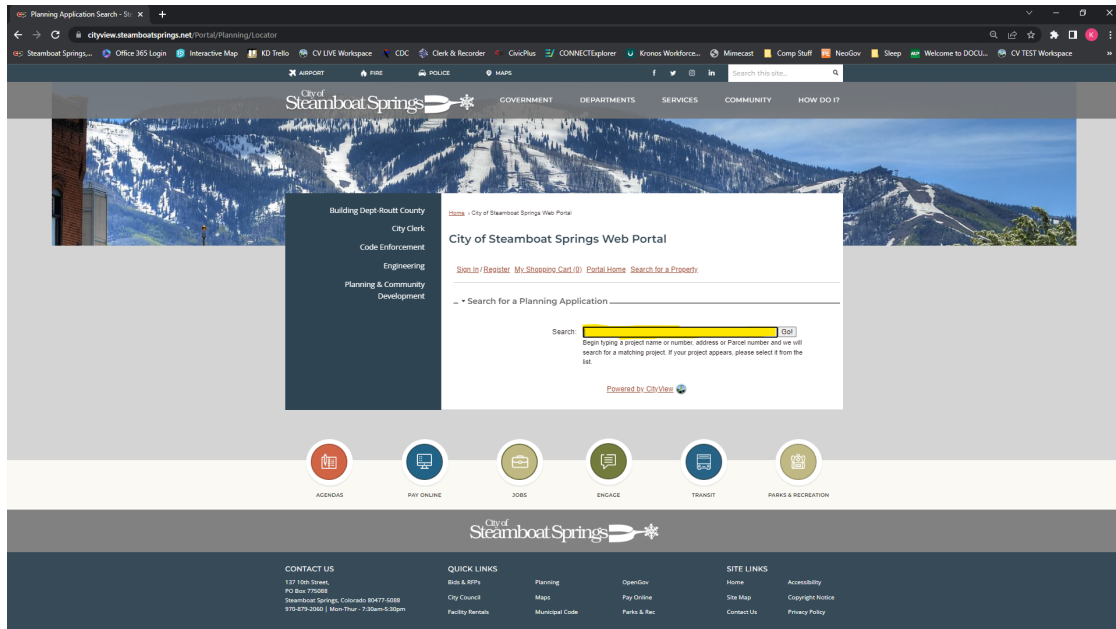 Planning Application Search - St
cityview.steamboatsprings.net/Portal/Planning/Locator
Steamboat Springs,... Office 365 Login Interactive Map KD Trello CV LIVE Workspace CDC Clerk & Recorder CivicPlus CONNECTExplorer Kronos Workforce... Mimecast Comp Stuff NeoGov Sleep Welcome to DOCU... CV TEST Workspace »
AIRPORT FIRE POLICE MAPS Search this site...
City of
Steamboat Springs
GOVERNMENT DEPARTMENTS SERVICES COMMUNITY HOW DO I?
Building Dept-Routt County
City Clerk
Code Enforcement
Engineering
Planning & Community
Development
Home › City of Steamboat Springs Web Portal
City of Steamboat Springs Web Portal
Sign In / Register My Shopping Cart (0) Portal Home Search for a Property
Search for a Planning Application
Search: Go!
Begin typing a project name or number, address or Parcel number and we will
search for a matching project. If your project appears, please select it from the
list.
Powered by CityView
AGENDAS PAY ONLINE JOBS ENGAGE TRANSIT PARKS & RECREATION
City of
Steamboat Springs
CONTACT US
137 10th Street,
PO Box 775088
Steamboat Springs, Colorado 80477-5088
970-879-2060 | Mon-Thur - 7:30am-5:30pm
QUICK LINKS
Bids & RFPs Planning OpenGov
City Council Maps Pay Online
Facility Rentals Municipal Code Parks & Rec
SITE LINKS
Home Accessibility
Site Map Copyright Notice
Contact Us Privacy Policy